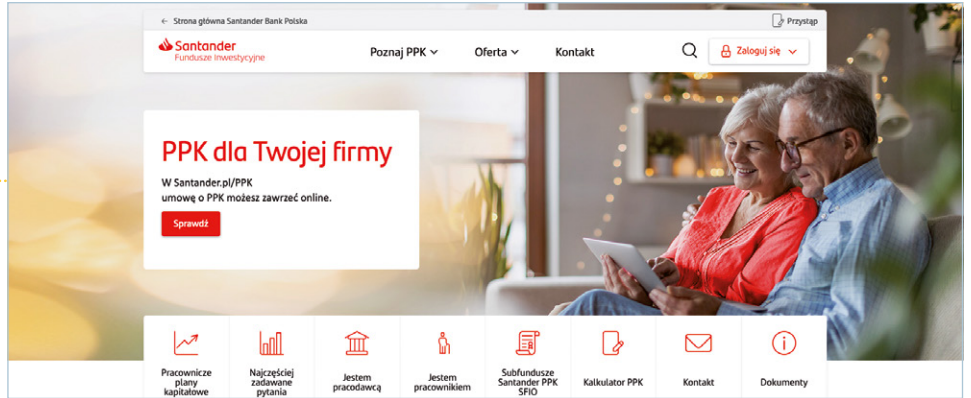 ← Strona główna Santander Bank Polska
Przystąp
Santander
Fundusze Inwestycyjne
Poznaj PPK
Oferta
Kontakt
Zaloguj się
PPK dla Twojej firmy
W Santander.pl/PPK
umowę o PPK możesz zawrzeć online.
Sprawdź
Pracownicze
plany
kapitałowe
Najczęściej
zadawane
pytania
Jestem
pracodawcą
Jestem
pracownikiem
Subfundusze
Santander PPK
SFIO
Kalkulator PPK
Kontakt
Dokumenty